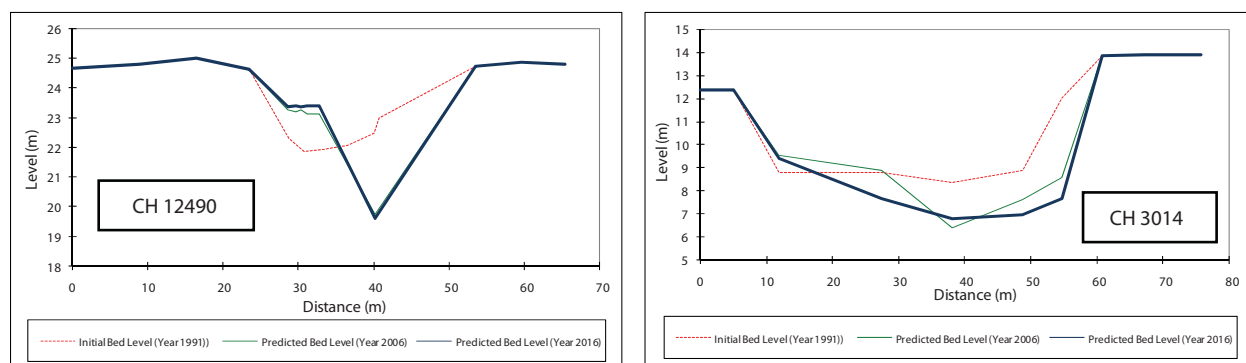 26
25
24
23
22
21
20
19
18
Level (m)
CH 12490
0 10 20 30 40 50 60 70
Distance (m)
Initial Bed Level (Year 1991)) Predicted Bed Level (Year 2006) Predicted Bed Level (Year 2016)
15
14
13
12
11
10
9
8
7
6
5
Level (m)
CH 3014
0 10 20 30 40 50 60 70 80
Distance (m)
Initial Bed Level (Year 1991)) Predicted Bed Level (Year 2006) Predicted Bed Level (Year 2016)